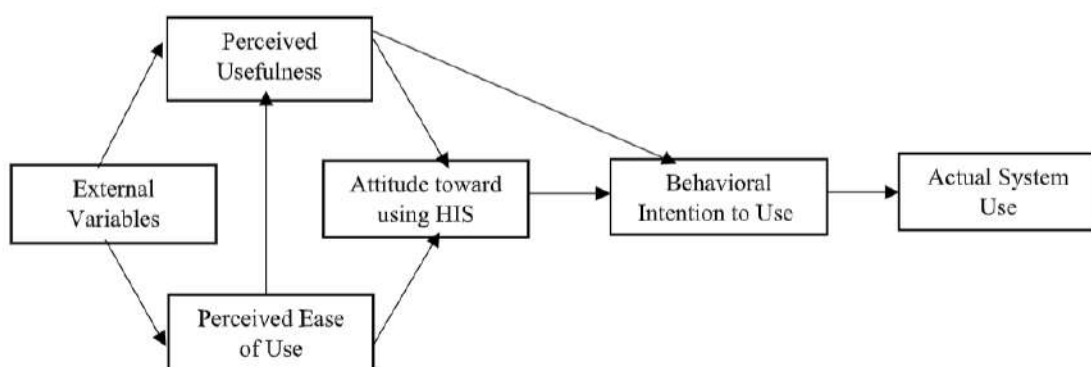 Perceived
Usefulness
External
Variables
Attitude toward
using HIS
Behavioral
Intention to Use
Actual System
Use
Perceived Ease
of Use